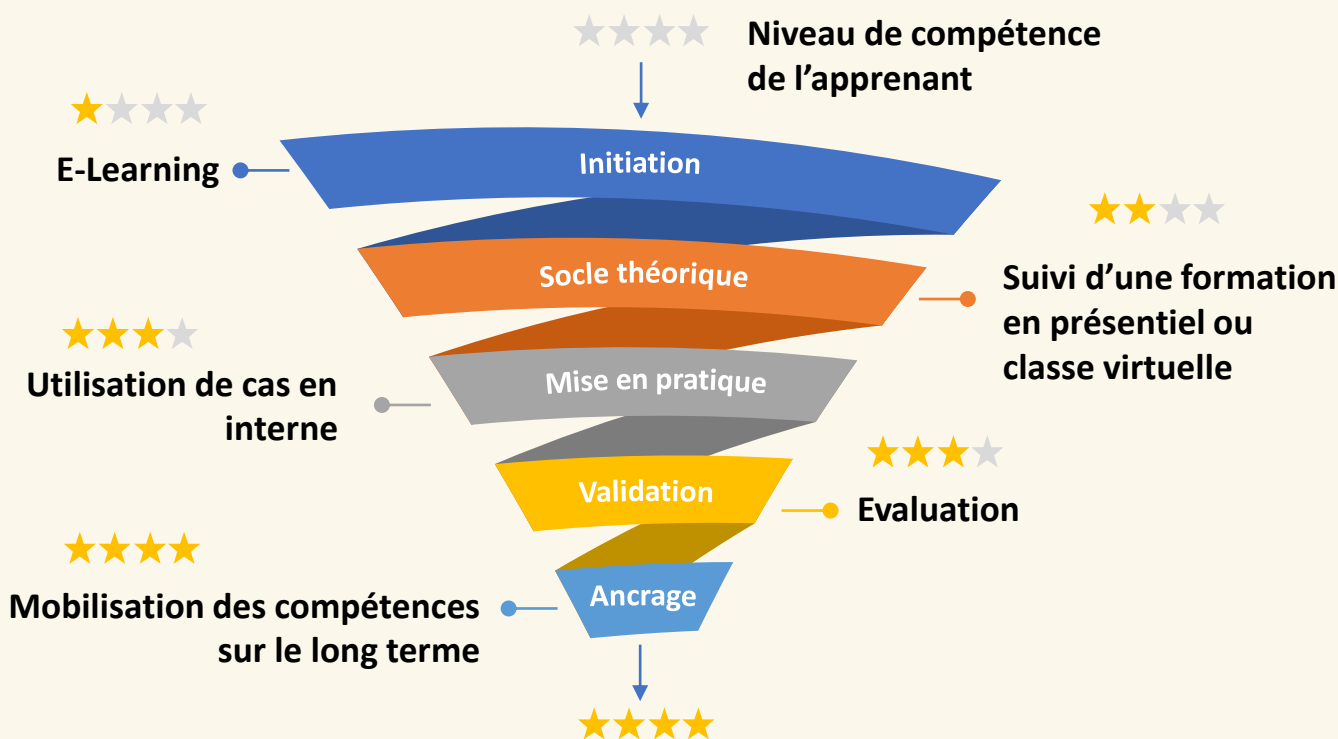 Niveau de compétence
de l’apprenant
E-Learning
Initiation
Socle théorique
Suivi d’une formation
en présentiel ou
classe virtuelle
Utilisation de cas en
interne
Mise en pratique
Validation
Evaluation
Mobilisation des compétences
sur le long terme
Ancrage